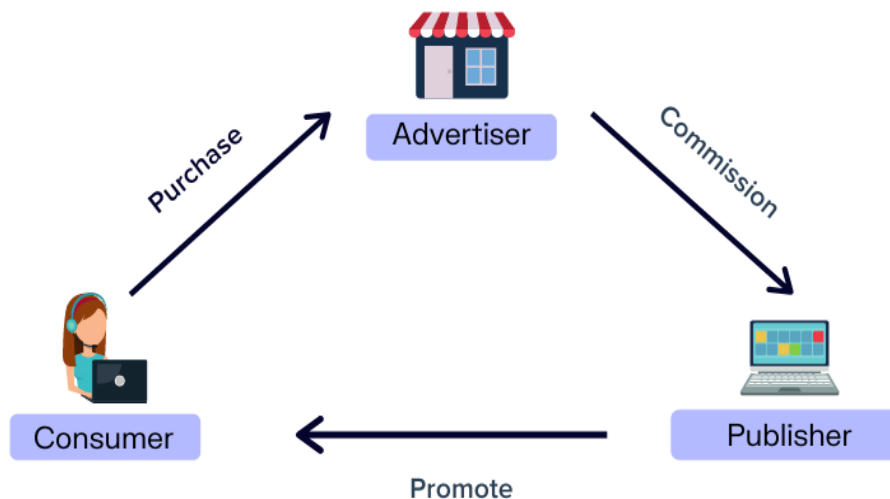 Advertiser
Purchase
Commission
Consumer
Publisher
Promote